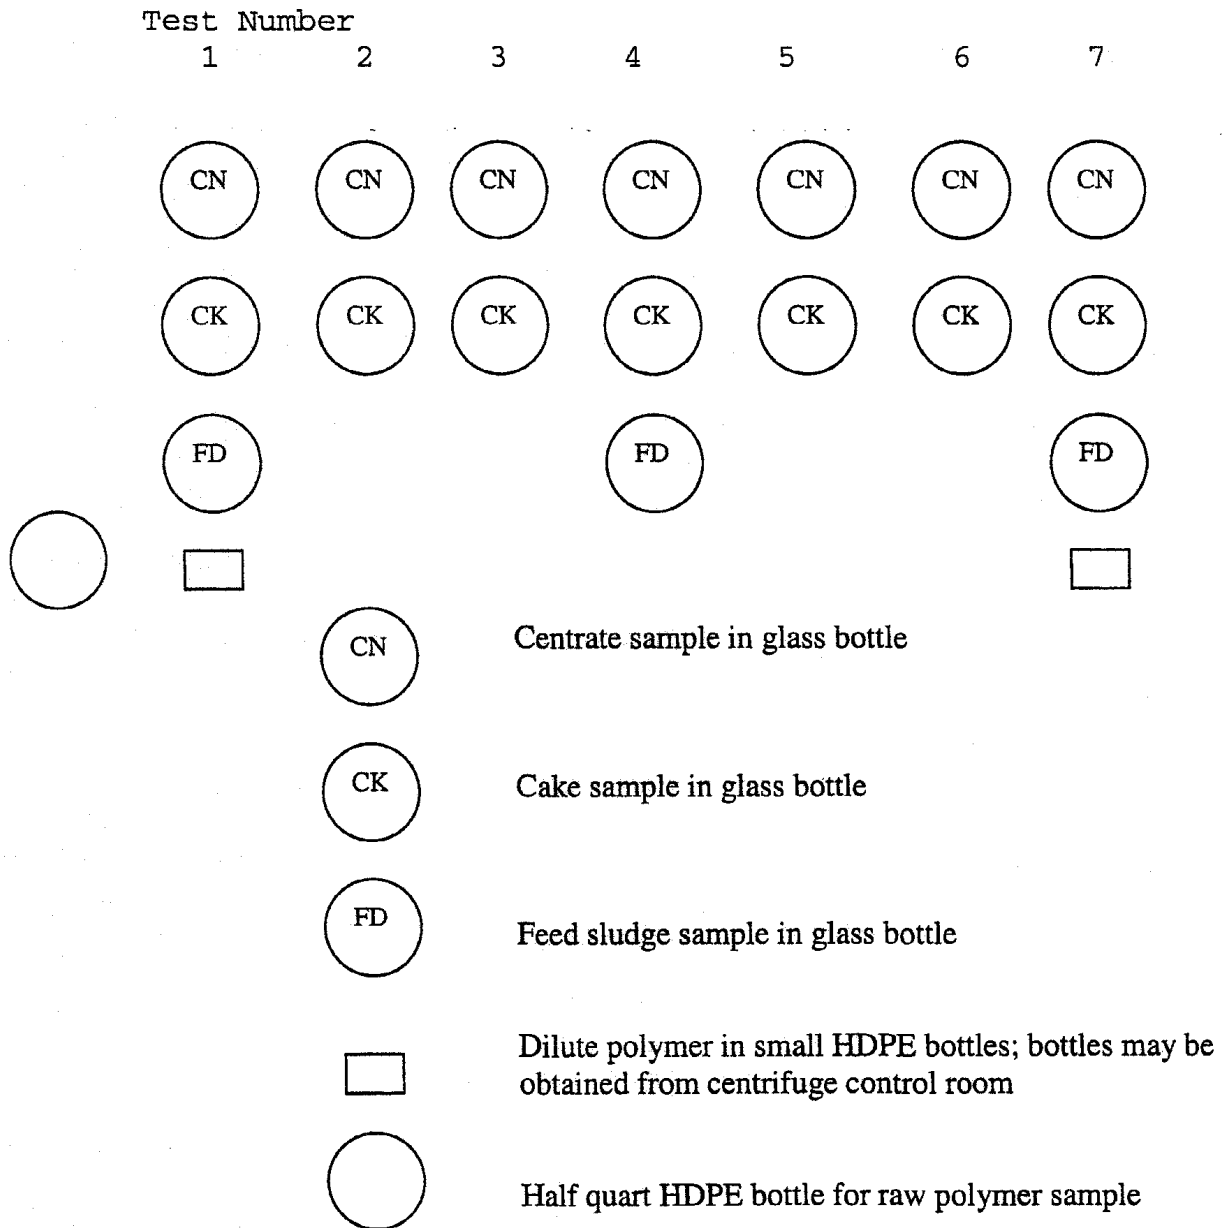 Test Number
1 2 3 4 5 6 7
CN CN CN CN CN CN CN
CK CK CK CK CK CK CK
FD FD FD
CN Centrate sample in glass bottle
CK Cake sample in glass bottle
FD Feed sludge sample in glass bottle
Dilute polymer in small HDPE bottles; bottles may be
obtained from centrifuge control room
Half quart HDPE bottle for raw polymer sample